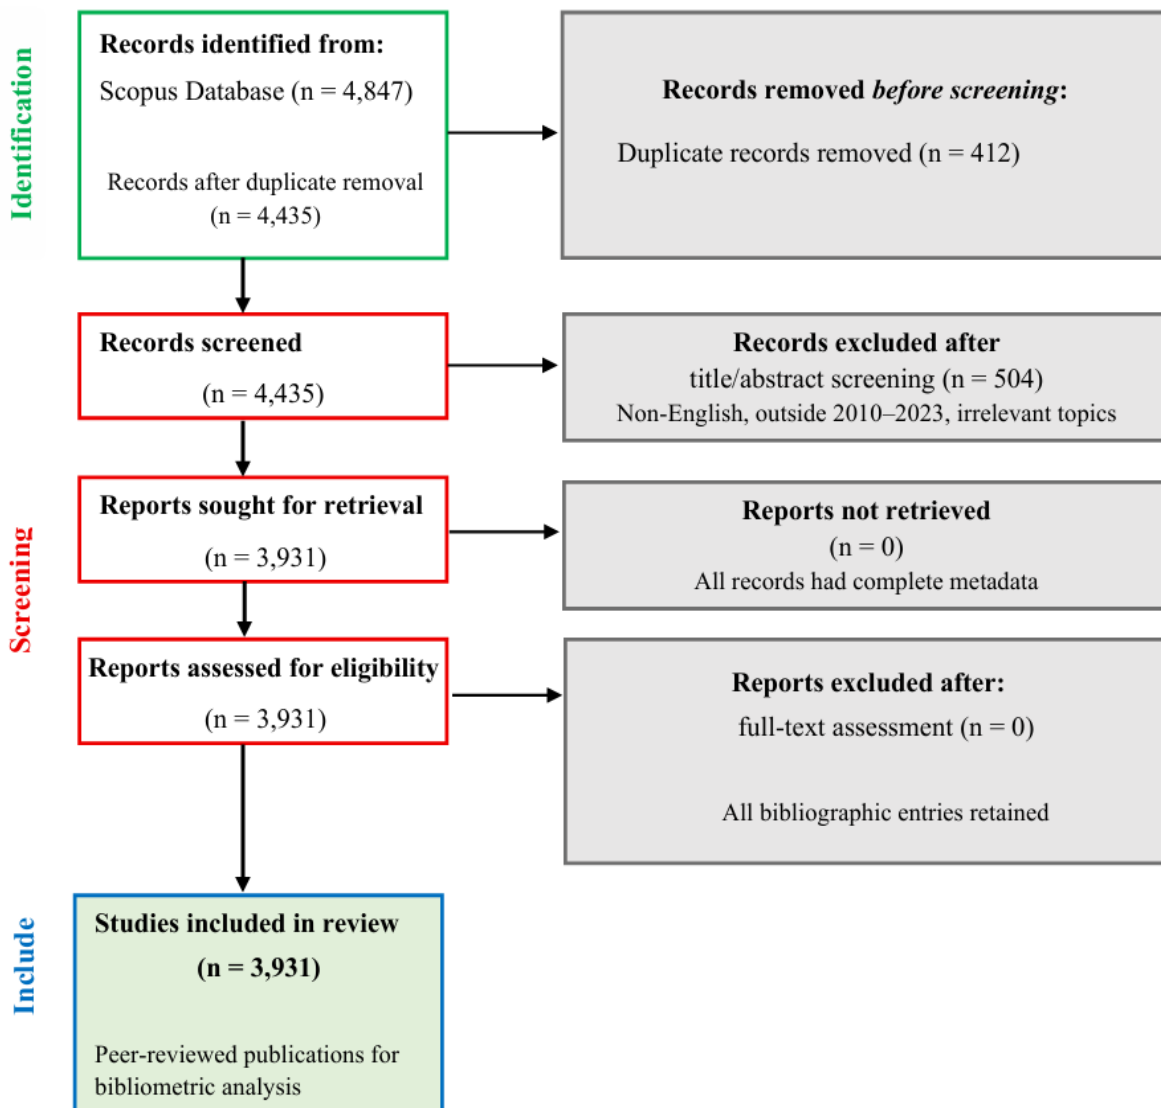 Identification
Records identified from:
Scopus Database (n = 4,847)
Records after duplicate removal
(n = 4,435)
Records removed before screening:
Duplicate records removed (n = 412)
Screening
Records screened
(n = 4,435)
Records excluded after
title/abstract screening (n = 504)
Non-English, outside 2010–2023, irrelevant topics
Reports sought for retrieval
(n = 3,931)
Reports not retrieved
(n = 0)
All records had complete metadata
Reports assessed for eligibility
(n = 3,931)
Reports excluded after:
full-text assessment (n = 0)
All bibliographic entries retained
Include
Studies included in review
(n = 3,931)
Peer-reviewed publications for
bibliometric analysis